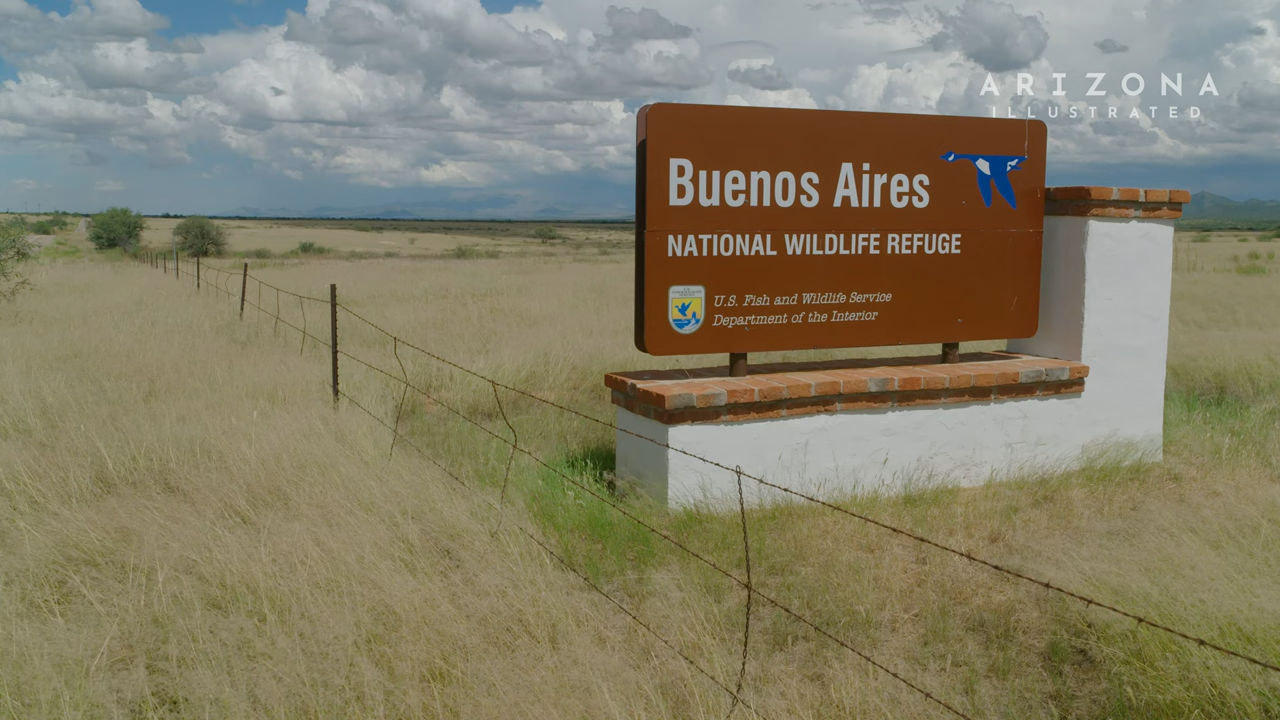 ARIZONA
ILLUSTRATED
Buenos Aires
NATIONAL WILDLIFE REFUGE
U.S. Fish and Wildlife Service
Department of the Interior